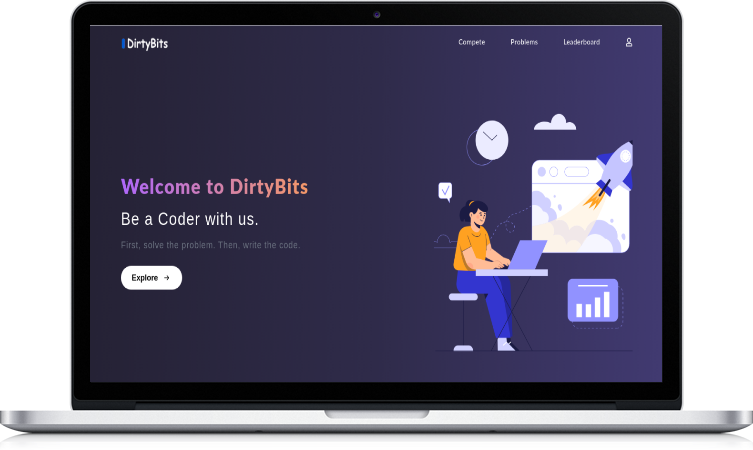 DirtyBits
Compete Problems Leaderboard
Welcome to DirtyBits
Be a Coder with us.
First, solve the problem. Then, write the code.
Explore →